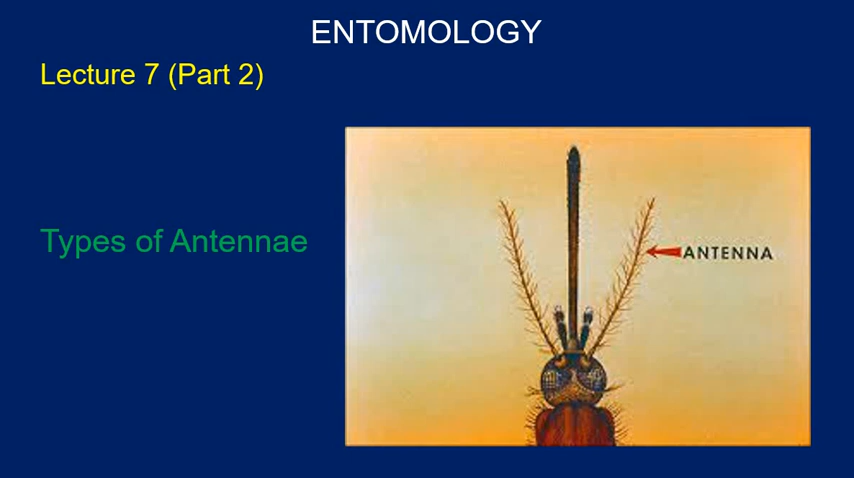 ENTOMOLOGY
Lecture 7 (Part 2)
Types of Antennae
ANTENNA